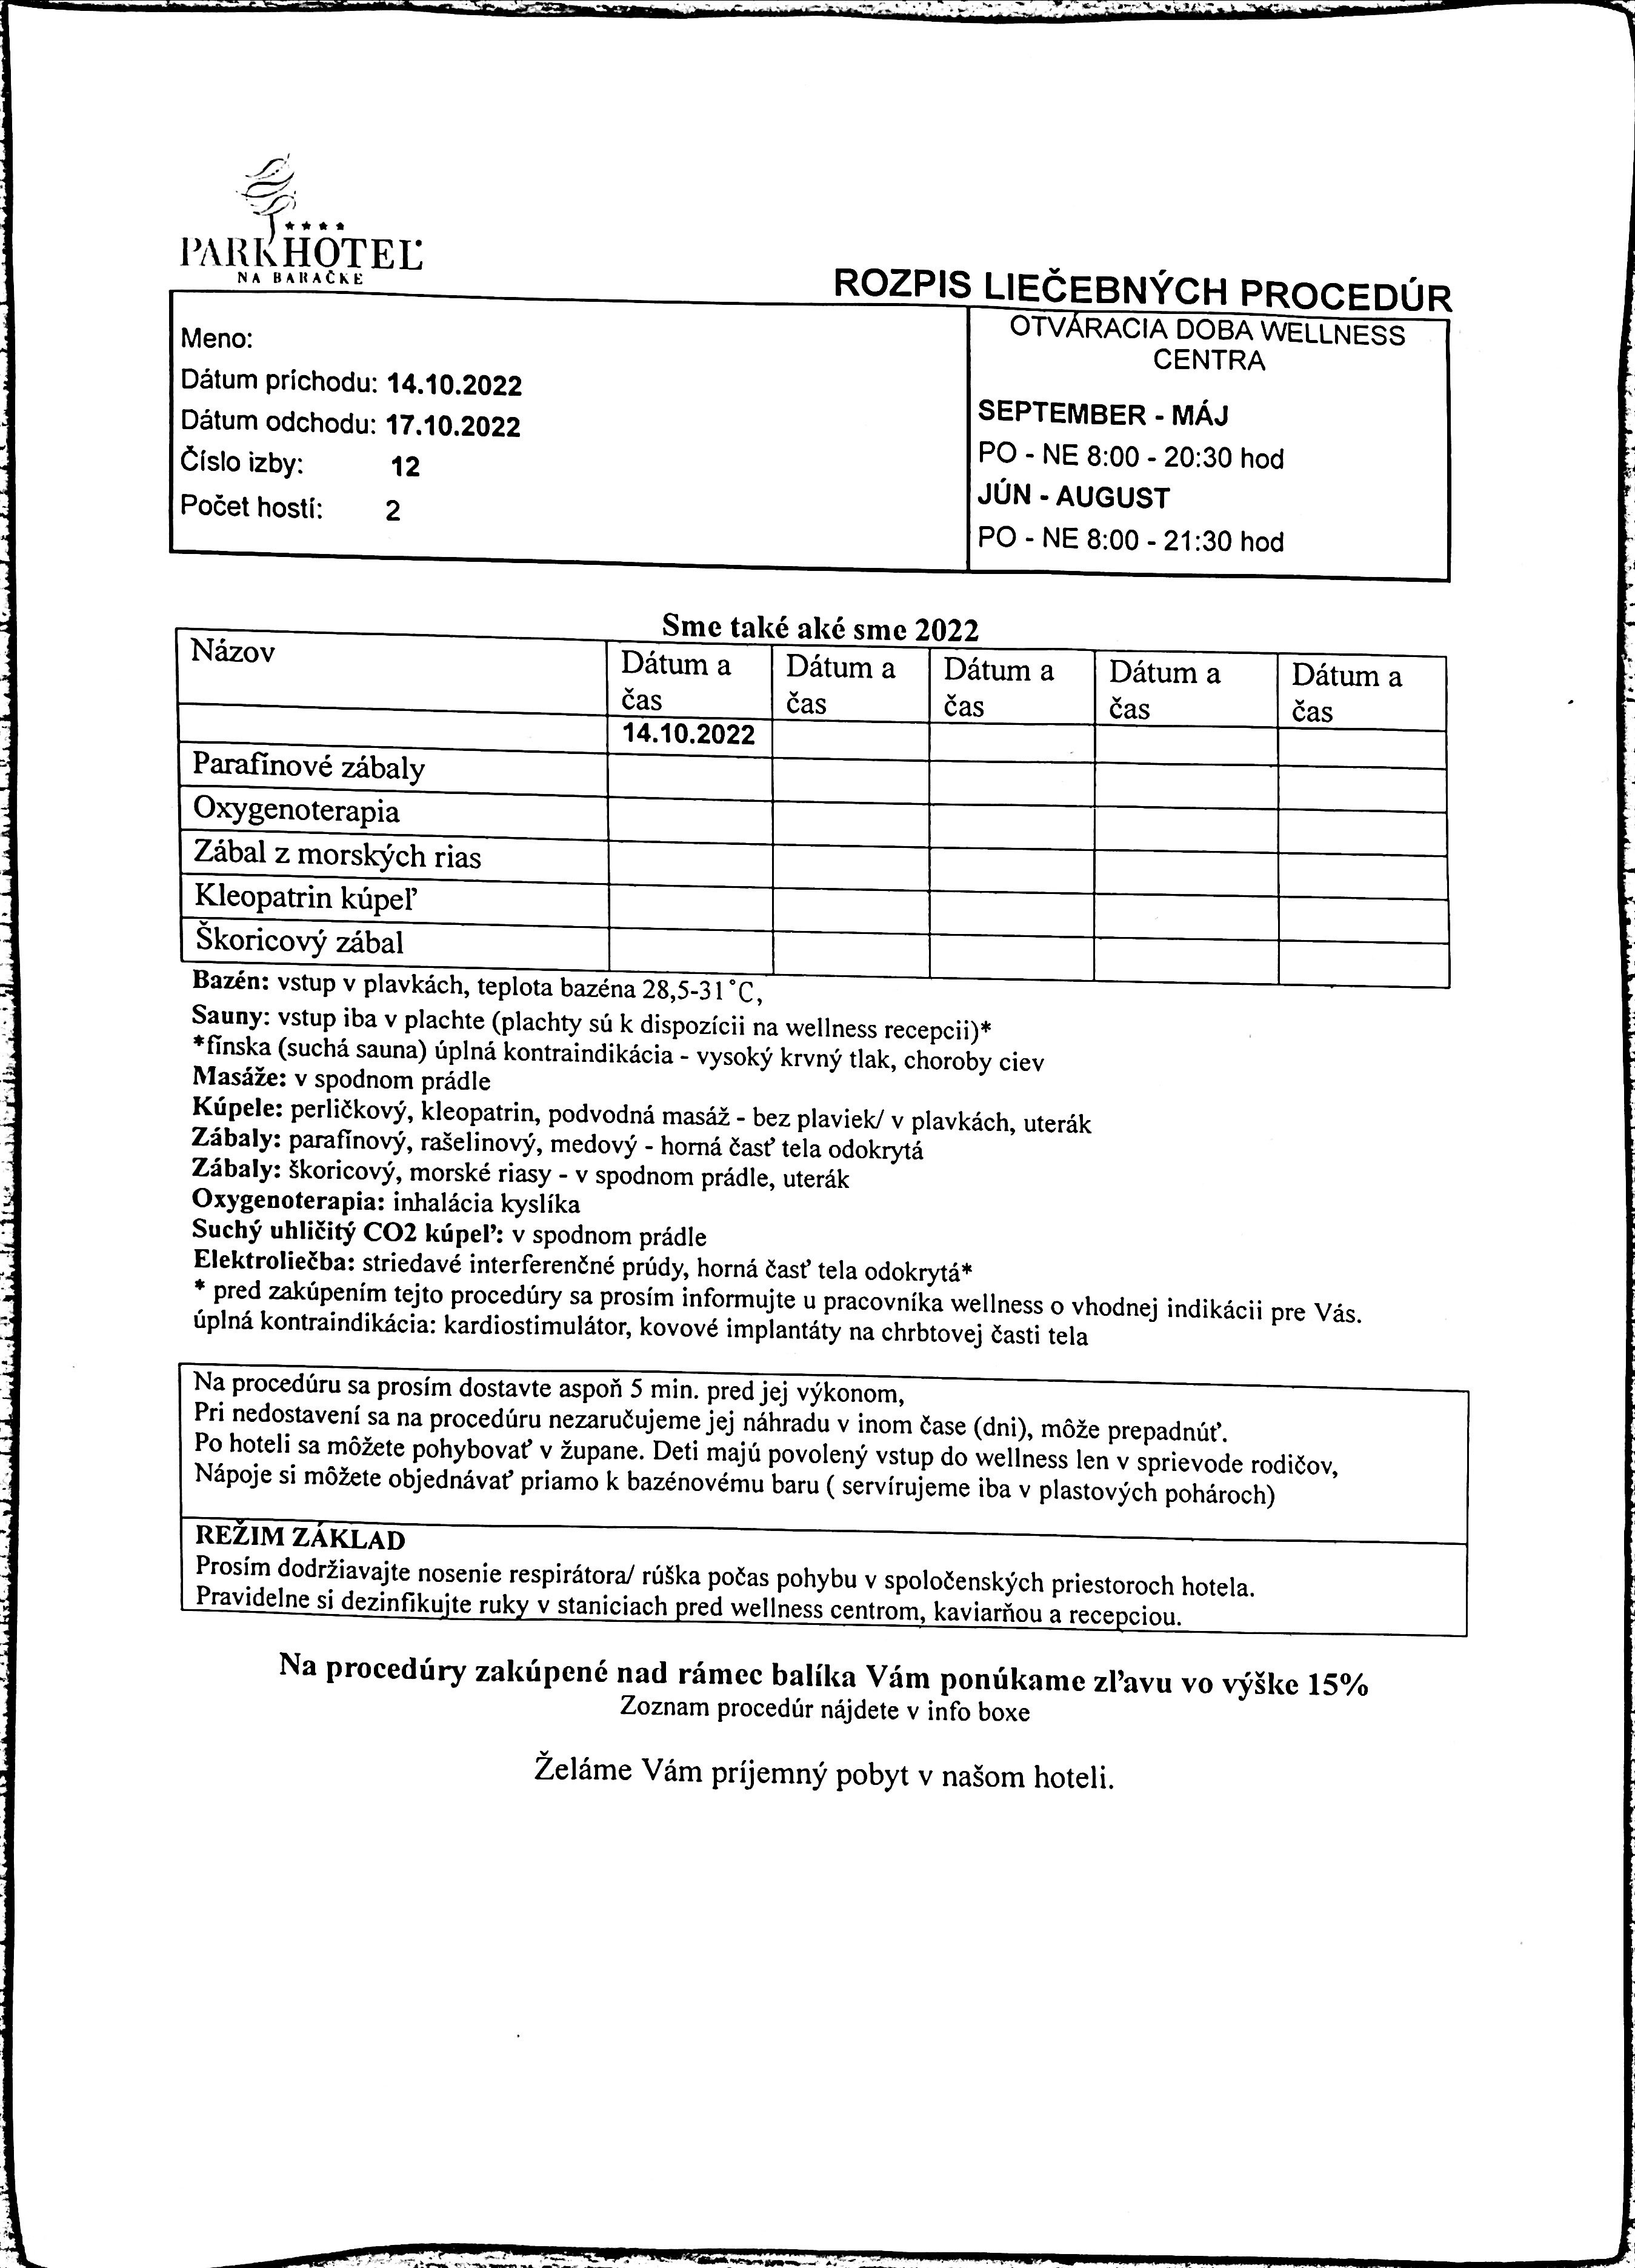 PARKHOTEL
NA BARAČKE
ROZPIS LIEČEBNÝCH PROCEDÚR
Meno:
Dátum príchodu: 14.10.2022
Dátum odchodu: 17.10.2022
Číslo izby: 12
Počet hostí: 2
OTVÁRACIA DOBA WELLNESS
CENTRA
SEPTEMBER - MÁJ
PO - NE 8:00 - 20:30 hod
JÚN - AUGUST
PO - NE 8:00 - 21:30 hod
Sme také aké sme 2022
Názov Dátum a čas Dátum a čas Dátum a čas Dátum a čas Dátum a čas
14.10.2022
Parafínové zábaly
Oxygenoterapia
Zábal z morských rias
Kleopatrin kúpeľ
Škoricový zábal
Bazén: vstup v plavkách, teplota bazéna 28,5-31˚C,
Sauny: vstup iba v plachte (plachty sú k dispozícii na wellness recepcii)*
*fínska (suchá sauna) úplná kontraindikácia - vysoký krvný tlak, choroby ciev
Masáže: v spodnom prádle
Kúpele: perličkový, kleopatrin, podvodná masáž - bez plaviek/ v plavkách, uterák
Zábaly: parafínový, rašelinový, medový - horná časť tela odokrytá
Zábaly: škoricový, morské riasy - v spodnom prádle, uterák
Oxygenoterapia: inhalácia kyslíka
Suchý uhličitý CO2 kúpeľ: v spodnom prádle
Elektroliečba: striedavé interferenčné prúdy, horná časť tela odokrytá*
* pred zakúpením tejto procedúry sa prosím informujte u pracovníka wellness o vhodnej indikácii pre Vás.
úplná kontraindikácia: kardiostimulátor, kovové implantáty na chrbtovej časti tela
Na procedúru sa prosím dostavte aspoň 5 min. pred jej výkonom,
Pri nedostavení sa na procedúru nezaručujeme jej náhradu v inom čase (dni), môže prepadnúť.
Po hoteli sa môžete pohybovať v župane. Deti majú povolený vstup do wellness len v sprievode rodičov,
Nápoje si môžete objednávať priamo k bazénovému baru ( servírujeme iba v plastových pohároch)
REŽIM ZÁKLAD
Prosím dodržiavajte nosenie respirátora/ rúška počas pohybu v spoločenských priestoroch hotela.
Pravidelne si dezinfikujte ruky v staniciach pred wellness centrom, kaviarňou a recepciou.
Na procedúry zakúpené nad rámec balíka Vám ponúkame zľavu vo výške 15%
Zoznam procedúr nájdete v info boxe
Želáme Vám príjemný pobyt v našom hoteli.